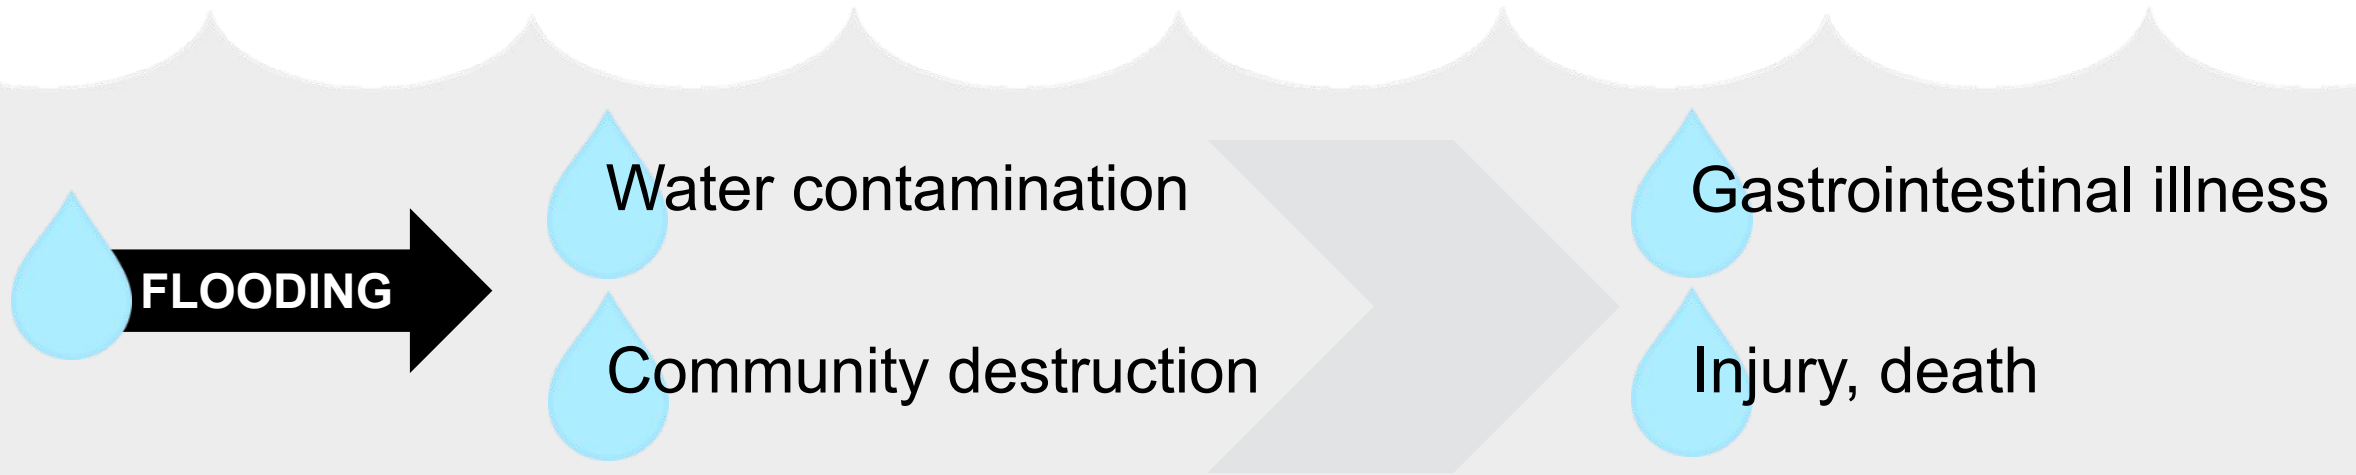 FLOODING
Water contamination
Community destruction
Gastrointestinal illness
Injury, death